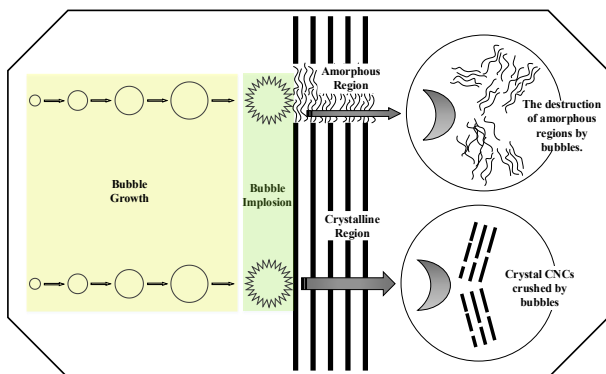 Amorphous
Region
The destruction
of amorphous
regions by
bubbles.
Bubble
Growth
Bubble
Implosion
Crystalline
Region
Crystal CNCs
crushed by
bubbles